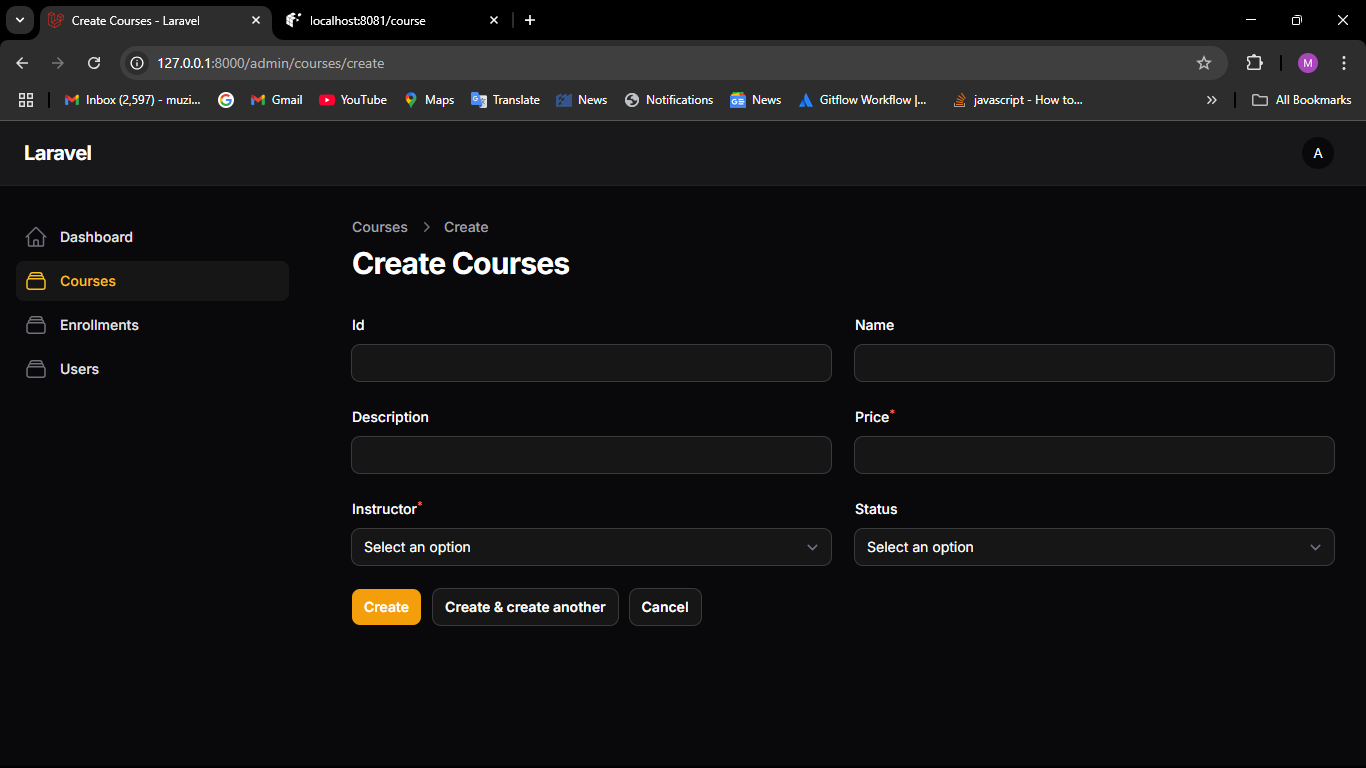 Create Courses - Laravel
localhost:8081/course
127.0.0.1:8000/admin/courses/create
M
Inbox (2,597) - muzi...
Gmail
YouTube
Maps
Translate
News
Notifications
News
Gitflow Workflow |...
javascript - How to...
All Bookmarks
Laravel
A
Dashboard
Courses
Enrollments
Users
Courses > Create
Create Courses
Id
Name
Description
Price*
Instructor*
Status
Select an option
Select an option
Create
Create & create another
Cancel